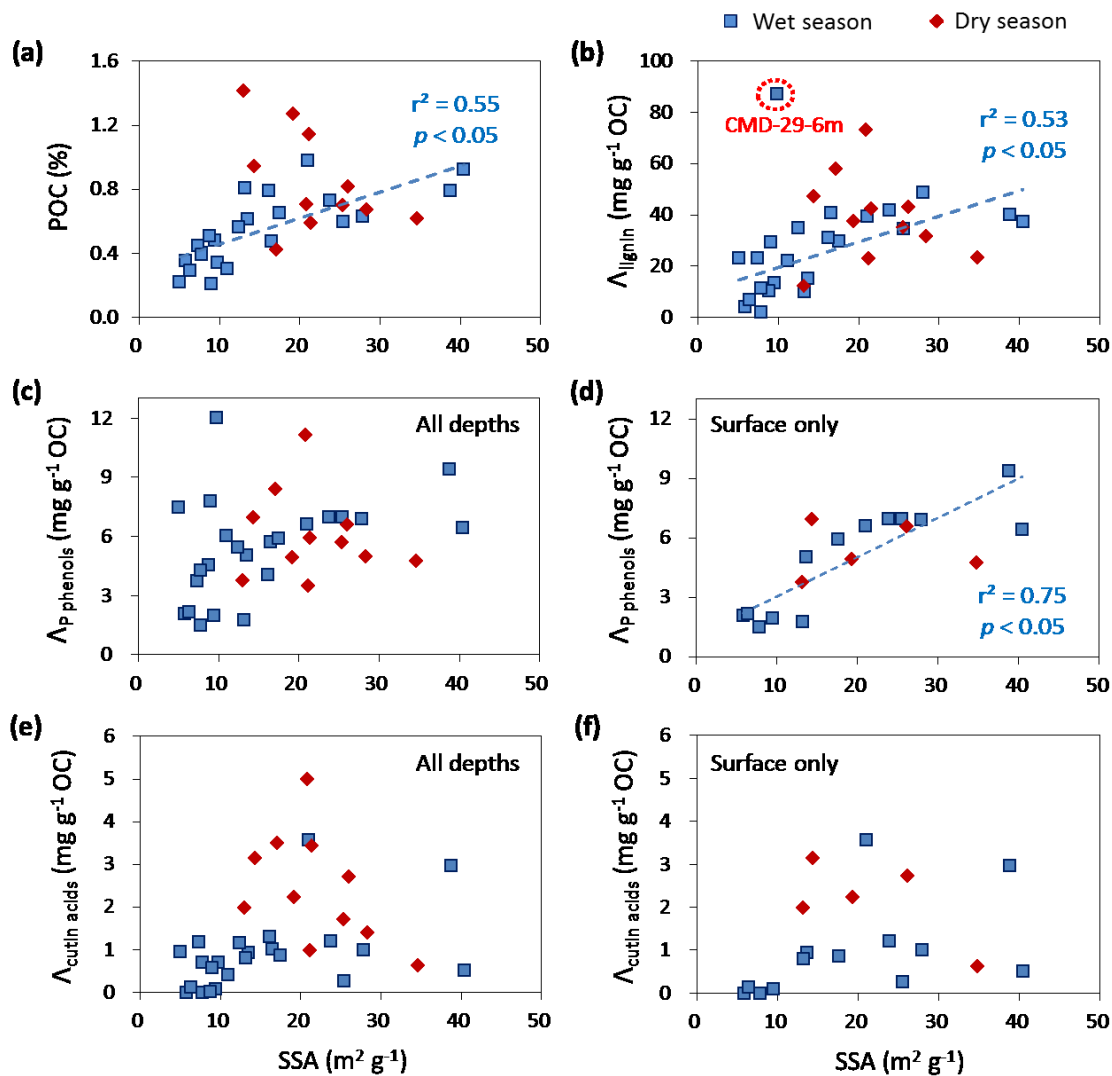 Wet season Dry season
(a) (b)
1.6
1.2
0.8
0.4
0.0
POC (%)
r² = 0.55
p < 0.05
0 10 20 30 40 50
100
80
60
40
20
0
Λlignin (mg g⁻¹ OC)
CMD-29-6m
r² = 0.53
p < 0.05
0 10 20 30 40 50
(c) (d)
12
9
6
3
0
ΛP phenols (mg g⁻¹ OC)
All depths
0 10 20 30 40 50
12
9
6
3
0
ΛP phenols (mg g⁻¹ OC)
Surface only
r² = 0.75
p < 0.05
0 10 20 30 40 50
(e) (f)
6
5
4
3
2
1
0
Λcutin acids (mg g⁻¹ OC)
All depths
0 10 20 30 40 50
SSA (m² g⁻¹)
6
5
4
3
2
1
0
Λcutin acids (mg g⁻¹ OC)
Surface only
0 10 20 30 40 50
SSA (m² g⁻¹)